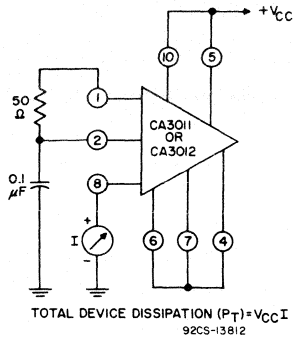 +VCC
10
5
50
Ω
1
CA3011
OR
CA3012
2
0.1
μF
8
+
I
-
6
7
4
TOTAL DEVICE DISSIPATION (PT)=VCC I
92CS-13812